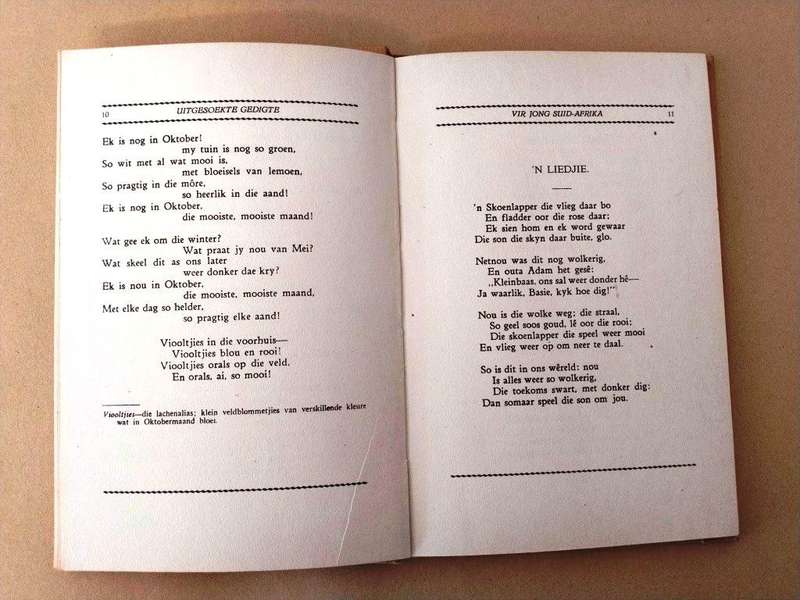 10
UITGESOEKTE GEDIGTE
Ek is nog in Oktober!
my tuin is nog so groen,
So wit met al wat mooi is,
met bloeisels van lemoen,
So pragtig in die môre,
so heerlik in die aand!
Ek is nog in Oktober,
die mooiste, mooiste maand!
Wat gee ek om die winter?
Wat praat jy nou van Mei?
Wat skeel dit as ons later
weer donker dae kry?
Ek is nou in Oktober,
die mooiste, mooiste maand,
Met elke dag so helder,
so pragtig elke aand!
Viooltjies in die voorhuis—
Viooltjies blou en rooi!
Viooltjies orals op die veld,
En orals, ai, so mooi!
Viooltjies—die lachenalias; klein veldblommetjies van verskillende kleure
wat in Oktobermaand bloei.
VIR JONG SUID-AFRIKA
11
'N LIEDJIE.
'n Skoenlapper die vlieg daar bo
En fladder oor die rose daar;
Ek sien hom en ek word gewaar
Die son die skyn daar buite, glo.
Netnou was dit nog wolkerig,
En outa Adam het gesê:
„Kleinbaas, ons sal weer donder hê—
Ja waarlik, Basie, kyk hoe dig!"
Nou is die wolke weg; die straal,
So geel soos goud, lê oor die rooi;
Die skoenlapper die speel weer mooi
En vlieg weer op om neer te daal.
So is dit in ons wêreld: nou
Is alles weer so wolkerig,
Die toekoms swart, met donker dig:
Dan somaar speel die son om jou.